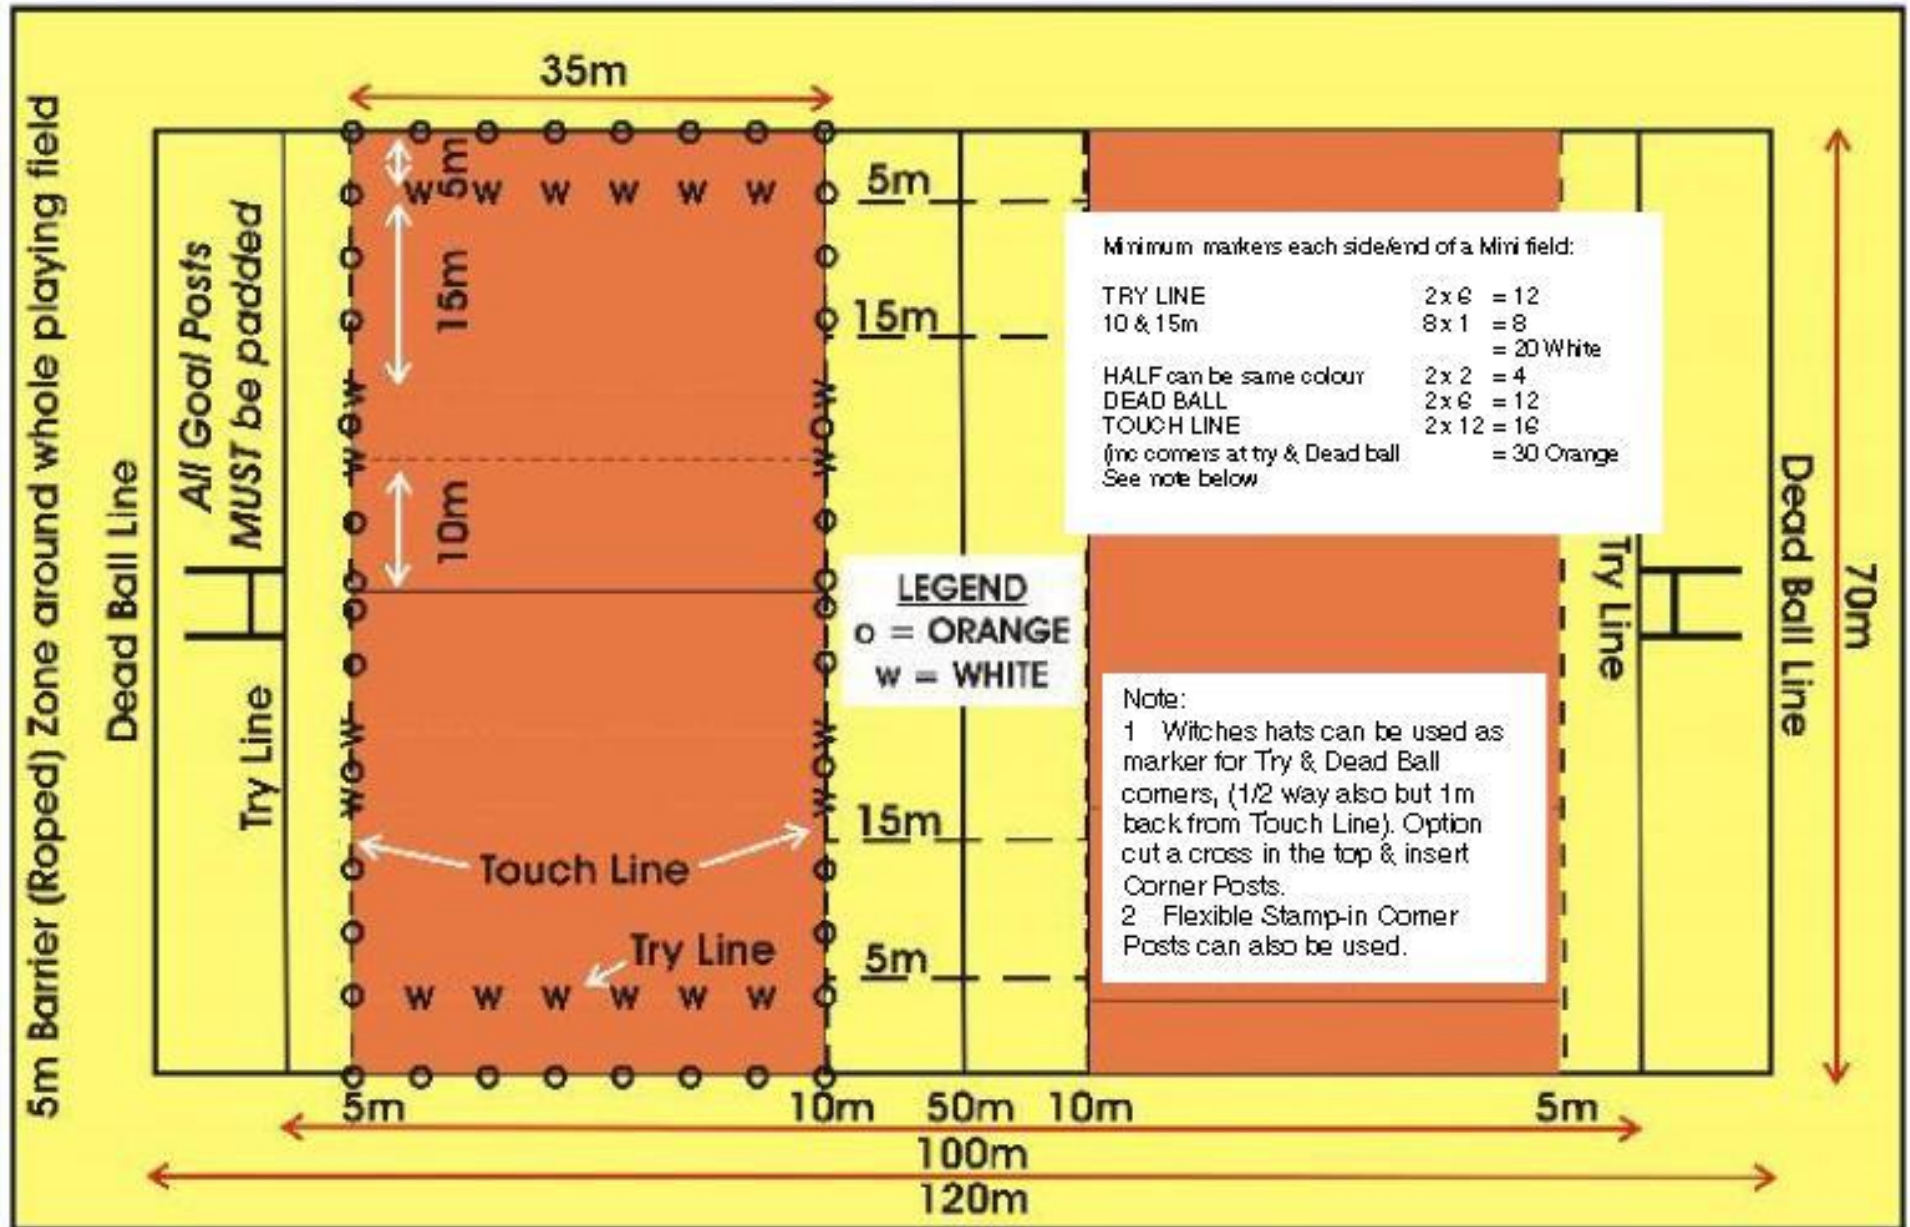 35m
5m Barrier (Roped) Zone around whole playing field
Dead Ball Line
All Goal Posts
MUST be padded
Try Line
5m
W W W W W W
15m
10m
5m
15m
Minimum markers each side/end of a Mini field:
TRY LINE 2 x 6 = 12
10 & 15m 8 x 1 = 8
= 20 White
HALF can be same colour 2 x 2 = 4
DEAD BALL 2 x 6 = 12
TOUCH LINE 2 x 12 = 16
(inc corners at try & Dead ball = 30 Orange
See note below
LEGEND
o = ORANGE
w = WHITE
Note:
1 Witches hats can be used as
marker for Try & Dead Ball
corners, (1/2 way also but 1m
back from Touch Line). Option
cut a cross in the top & insert
Corner Posts.
2 Flexible Stamp-in Corner
Posts can also be used.
Try Line
Dead Ball Line
70m
15m
Touch Line
5m
Try Line
W W W W W W
5m 10m 50m 10m 5m
100m
120m